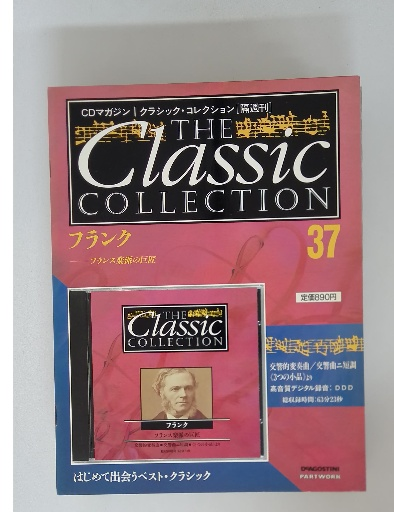 CDマガジン クラシック・コレクション [隔週刊]
THE
Classic
COLLECTION
フランク
37
フランス楽派の巨匠
定価890円
THE
Classic
COLLECTION
フランク
フランス楽派の巨匠
交響的変奏曲／交響曲ニ短調
《3つの小品》より
高音質デジタル録音：DDD
総収録時間：63分23秒
はじめて出会うベスト・クラシック
DeAGOSTINI
PARTWORK